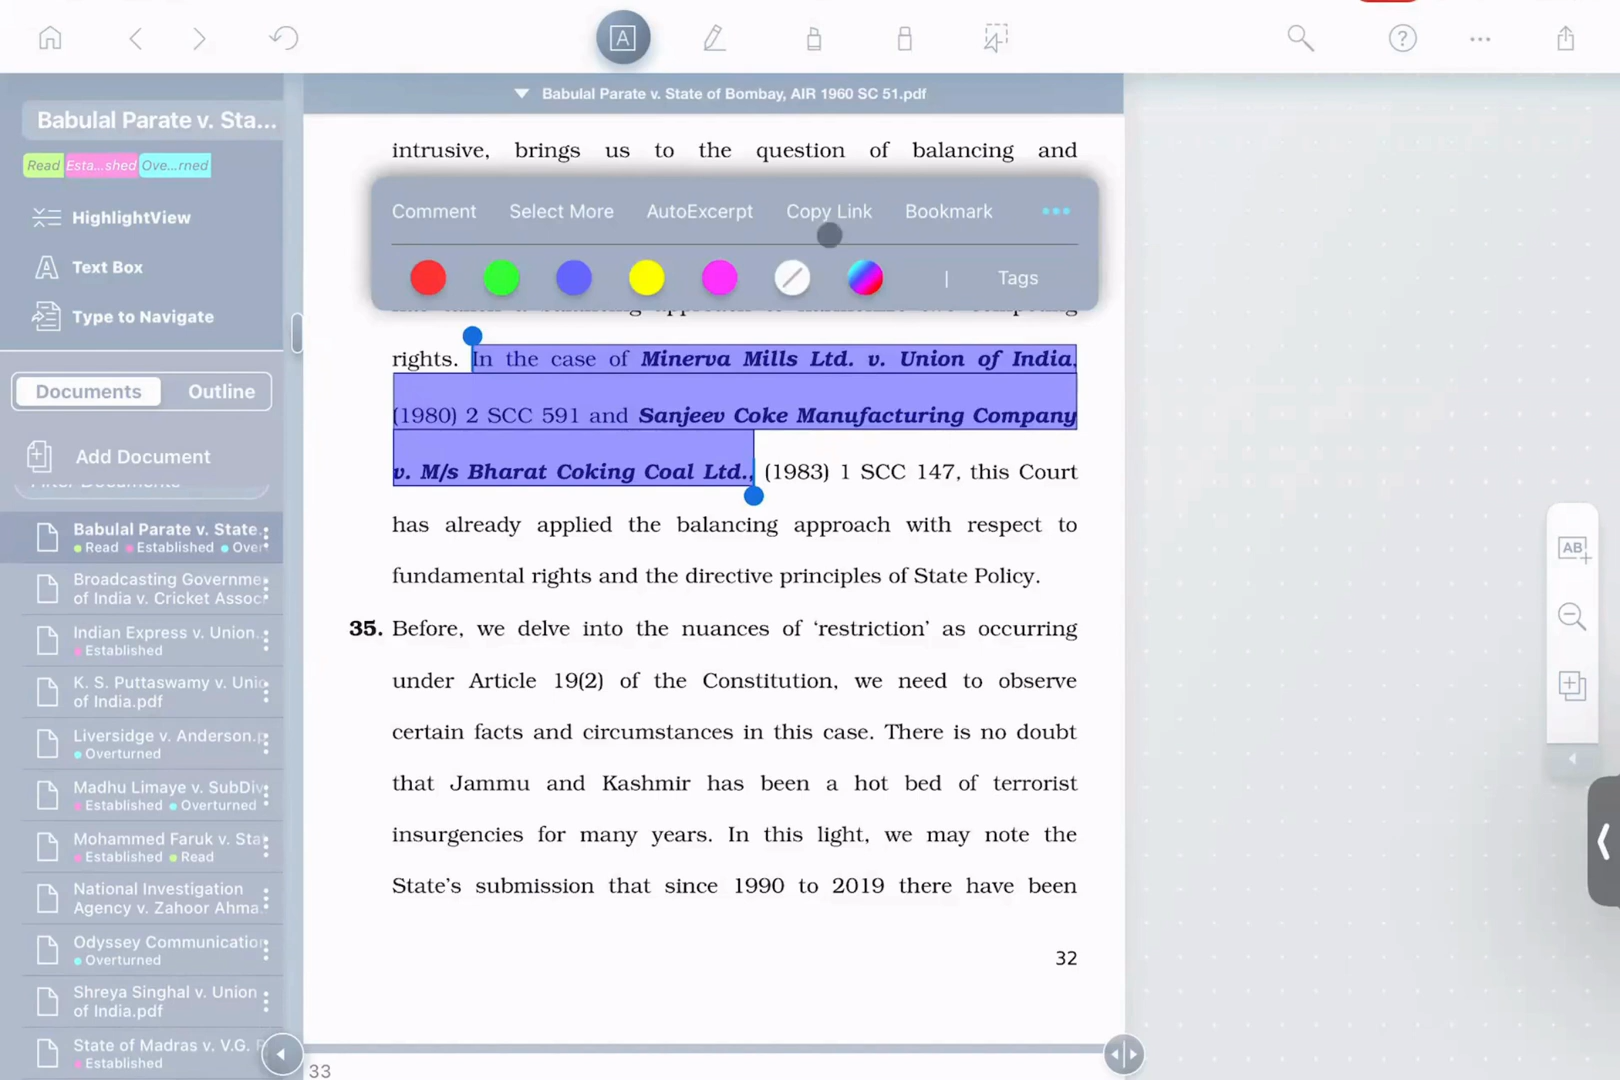 A
Babulal Parate v. State of Bombay, AIR 1960 SC 51.pdf
Babulal Parate v. Sta...
Read Esta...shed Ove...rned
HighlightView
Text Box
Type to Navigate
Documents
Outline
Add Document
Filter Documents
Babulal Parate v. State
Read Established Over
Broadcasting Governme
of India v. Cricket Assoc
Indian Express v. Union
Established
K. S. Puttaswamy v. Unio
of India.pdf
Liversidge v. Anderson.p
Overturned
Madhu Limaye v. SubDiv
Established Overturned
Mohammed Faruk v. Sta
Established Read
National Investigation
Agency v. Zahoor Ahma
Odyssey Communication
Overturned
Shreya Singhal v. Union
of India.pdf
State of Madras v. V.G. R
Established
intrusive, brings us to the question of balancing and
Comment Select More AutoExcerpt Copy Link Bookmark
| Tags
rights. In the case of Minerva Mills Ltd. v. Union of India,
(1980) 2 SCC 591 and Sanjeev Coke Manufacturing Company
v. M/s Bharat Coking Coal Ltd., (1983) 1 SCC 147, this Court
has already applied the balancing approach with respect to
fundamental rights and the directive principles of State Policy.
35. Before, we delve into the nuances of ‘restriction’ as occurring
under Article 19(2) of the Constitution, we need to observe
certain facts and circumstances in this case. There is no doubt
that Jammu and Kashmir has been a hot bed of terrorist
insurgencies for many years. In this light, we may note the
State’s submission that since 1990 to 2019 there have been
32
33
AB